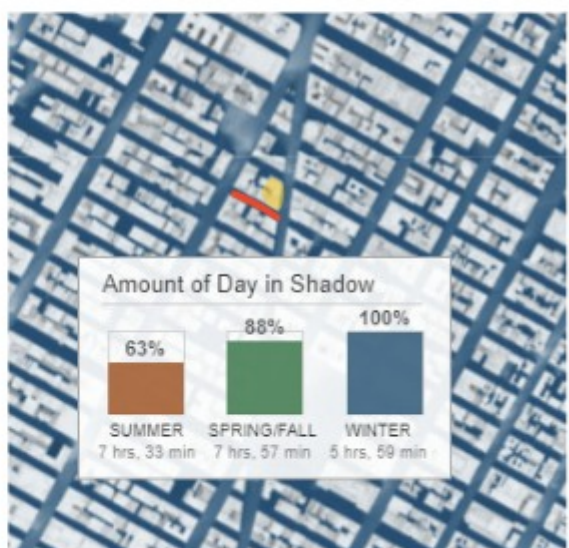 Amount of Day in Shadow
63% 88% 100%
SUMMER SPRING/FALL WINTER
7 hrs, 33 min 7 hrs, 57 min 5 hrs, 59 min